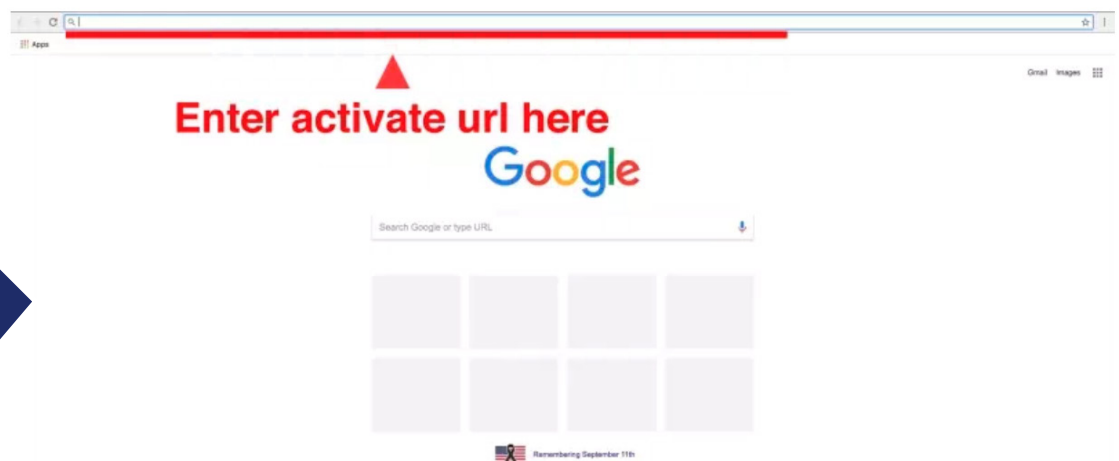 Apps
Gmail Images
Enter activate url here
Google
Search Google or type URL
Remembering September 11th